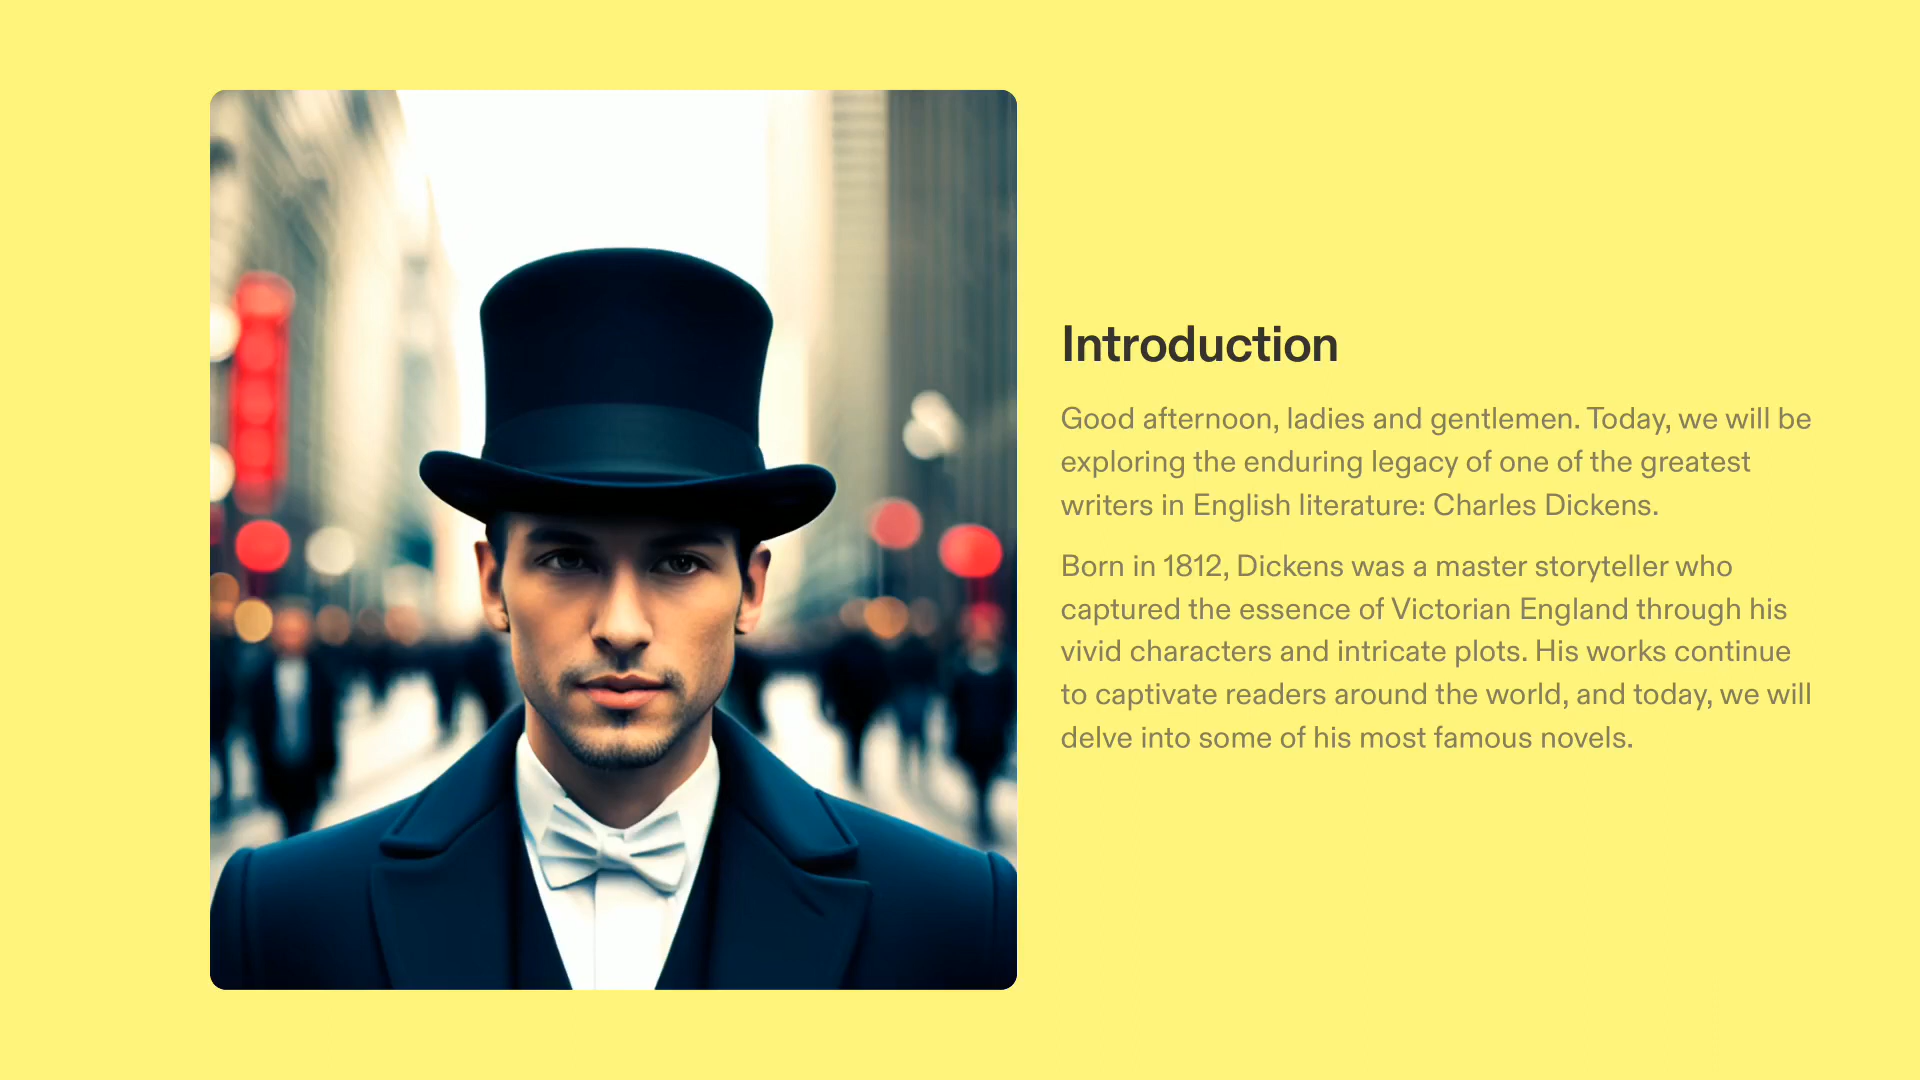 Introduction
Good afternoon, ladies and gentlemen. Today, we will be
exploring the enduring legacy of one of the greatest
writers in English literature: Charles Dickens.
Born in 1812, Dickens was a master storyteller who
captured the essence of Victorian England through his
vivid characters and intricate plots. His works continue
to captivate readers around the world, and today, we will
delve into some of his most famous novels.